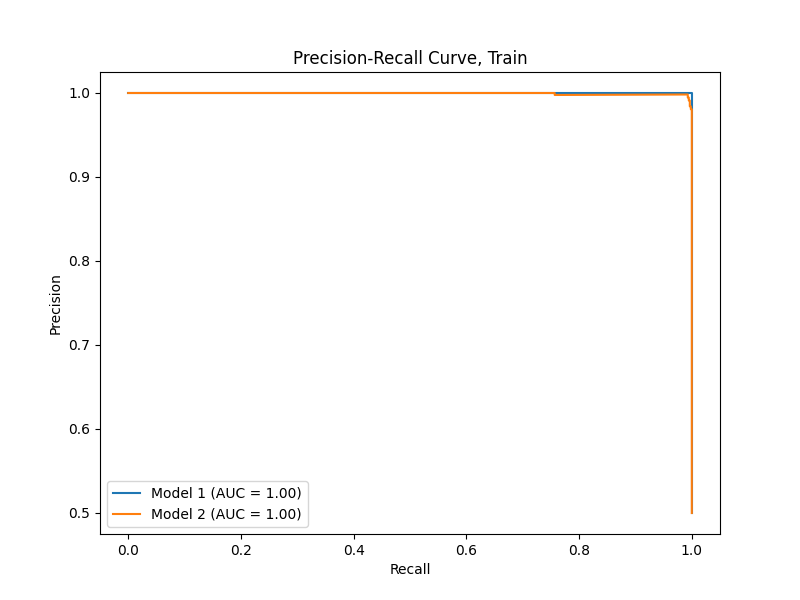 Precision-Recall Curve, Train
1.0
0.9
0.8
0.7
0.6
0.5
Precision
Model 1 (AUC = 1.00)
Model 2 (AUC = 1.00)
0.0 0.2 0.4 0.6 0.8 1.0
Recall